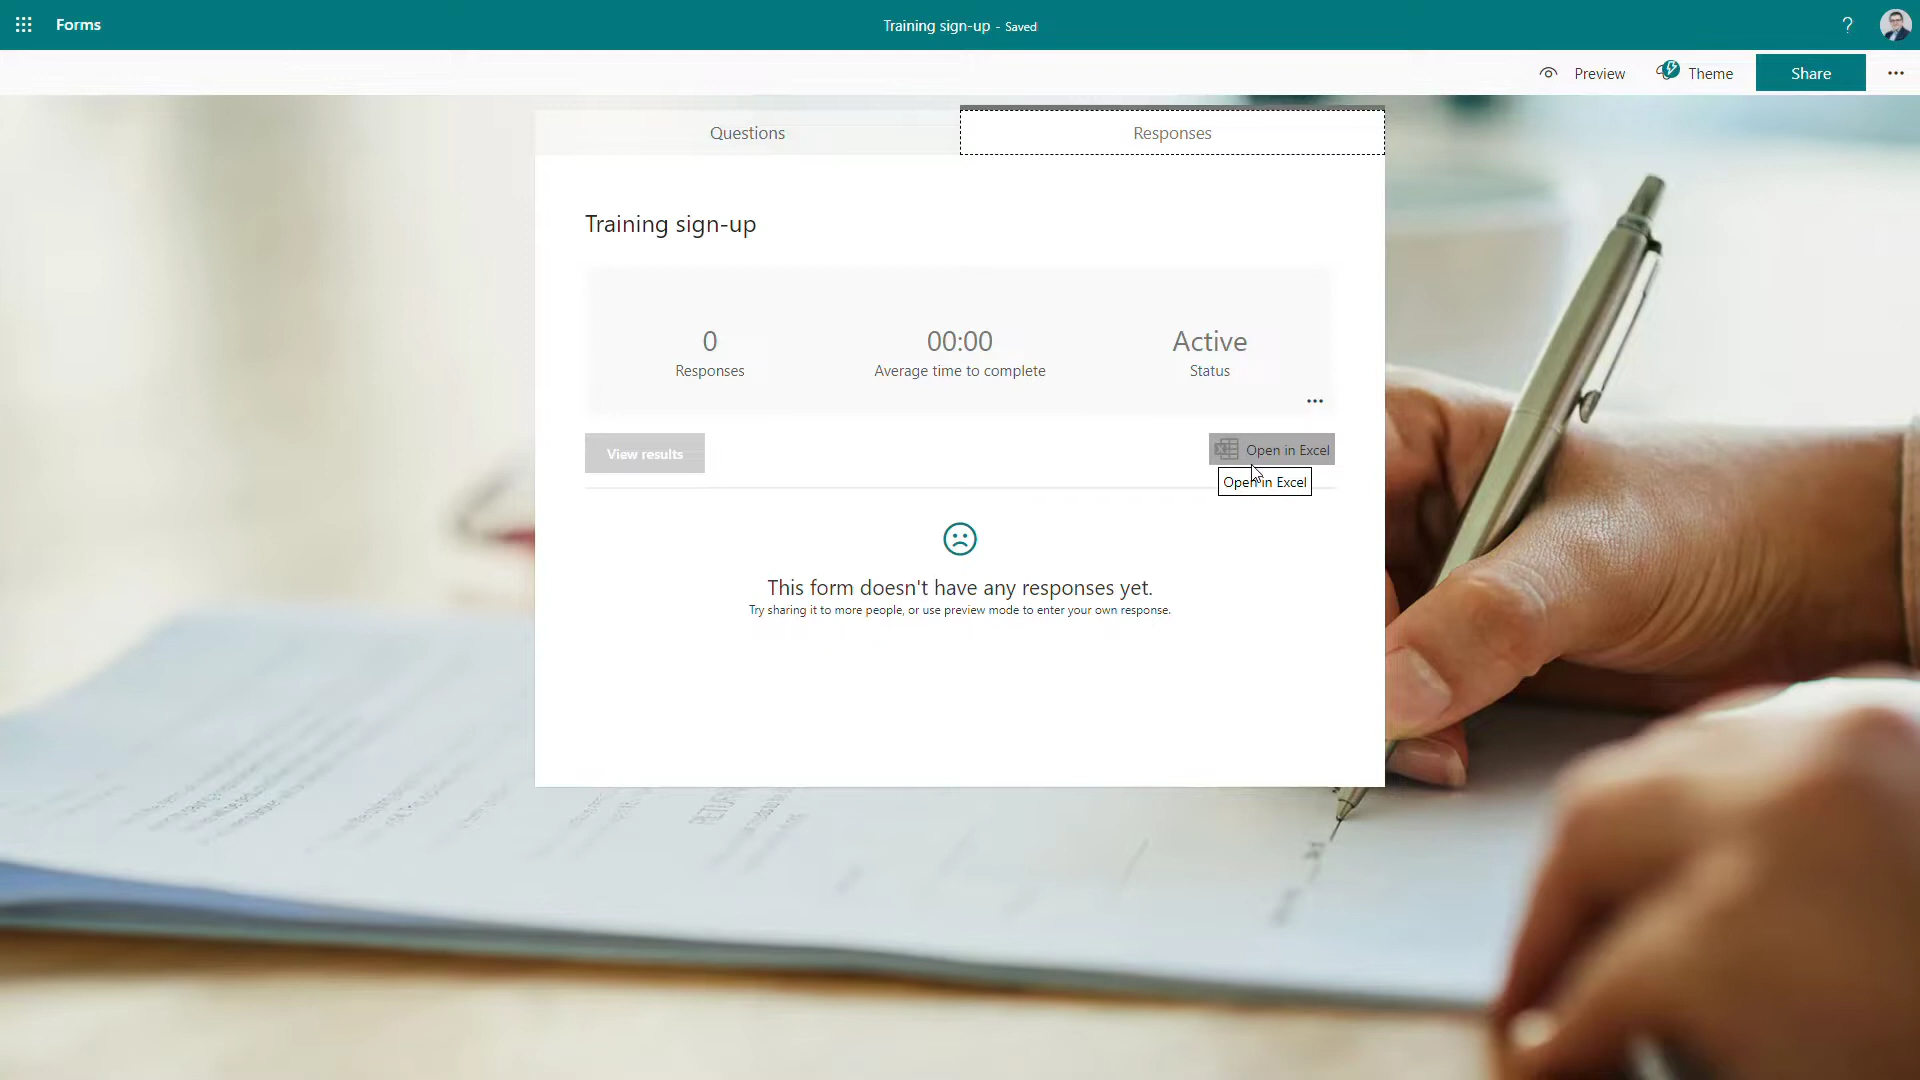 Forms
Training sign-up - Saved
?
Preview
Theme
Share
Questions
Responses
Training sign-up
0
Responses
00:00
Average time to complete
Active
Status
View results
Open in Excel
Open in Excel
This form doesn't have any responses yet.
Try sharing it to more people, or use preview mode to enter your own response.